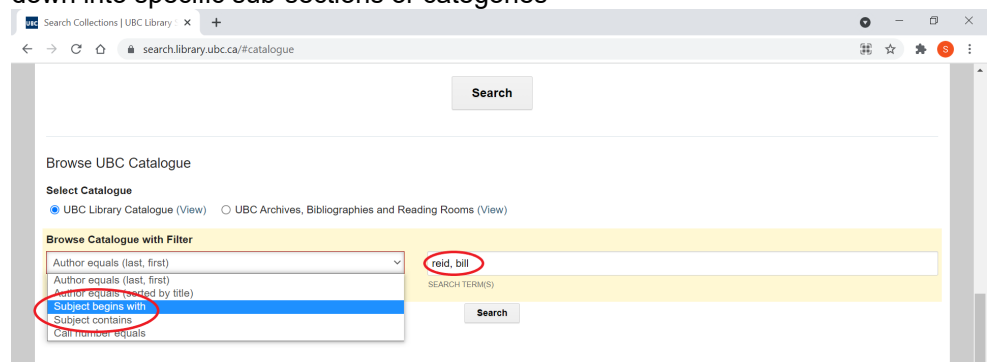 down into specific sub-sections or categories
UBC Search Collections | UBC Library
search.library.ubc.ca/#catalogue
S
Search
Browse UBC Catalogue
Select Catalogue
UBC Library Catalogue (View) UBC Archives, Bibliographies and Reading Rooms (View)
Browse Catalogue with Filter
Author equals (last, first) reid, bill
SEARCH TERM(S)
Author equals (last, first)
Author equals (sorted by title)
Subject begins with
Subject contains
Call number equals
Search